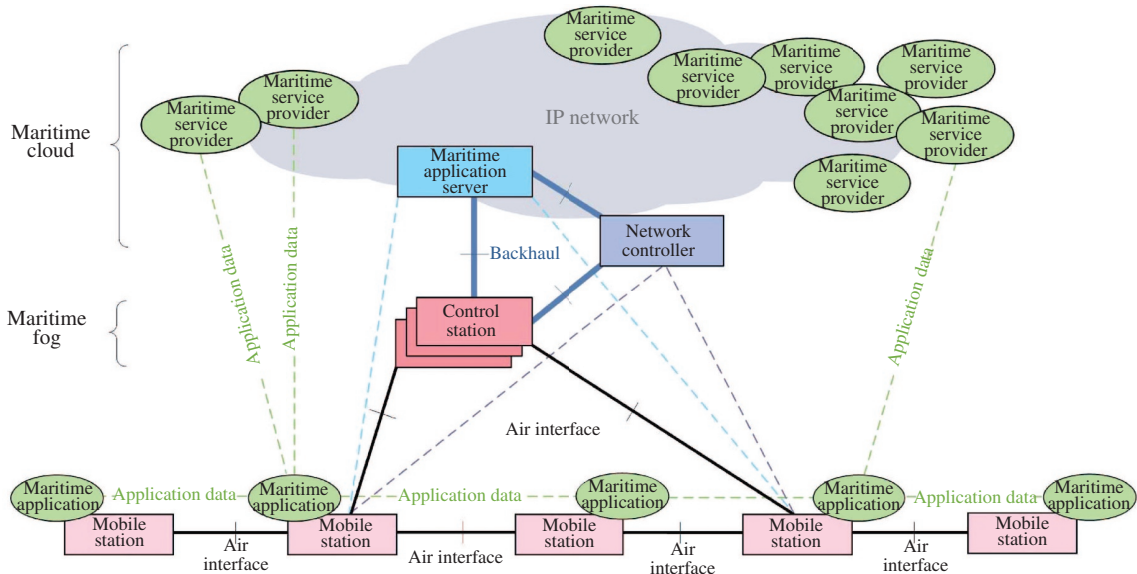 Maritime
service
provider
Maritime
service
provider
Maritime
service
provider
Maritime
service
provider
Maritime
service
provider
Maritime
service
provider
Maritime
service
provider
Maritime
service
provider
Maritime
service
provider
IP network
Maritime
cloud
Maritime
application
server
Network
controller
Backhaul
Maritime
fog
Control
station
Application data
Application data
Application data
Air interface
Maritime
application
Application data
Maritime
application
Application data
Maritime
application
Application data
Maritime
application
Application data
Maritime
application
Mobile
station
Air
interface
Mobile
station
Air interface
Mobile
station
Air
interface
Mobile
station
Air
interface
Mobile
station